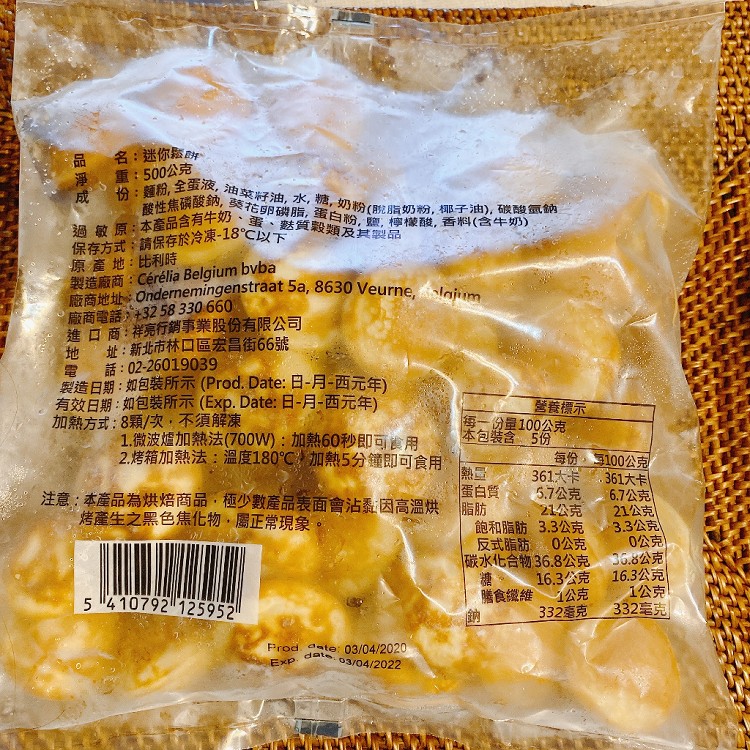 品名：迷你鬆餅
淨重：500公克
成份：麵粉, 全蛋液, 油菜籽油, 水, 糖, 奶粉(脫脂奶粉, 椰子油), 碳酸氫鈉
酸性焦磷酸鈉, 葵花卵磷脂, 蛋白粉, 鹽, 檸檬酸, 香料(含牛奶)
過敏原：本產品含有牛奶、蛋、麩質穀類及其製品
保存方式：請保存於冷凍-18℃以下
原產地：比利時
製造廠商：Cérélia Belgium bvba
廠商地址：Ondernemingenstraat 5a, 8630 Veurne, Belgium
廠商電話：+32 58 330 660
進口商：祥亮行銷事業股份有限公司
地址：新北市林口區宏昌街66號
電話：02-26019039
製造日期：如包裝所示 (Prod. Date: 日-月-西元年)
有效日期：如包裝所示 (Exp. Date: 日-月-西元年)
加熱方式：8顆/次，不須解凍
1.微波爐加熱法(700W)：加熱60秒即可食用
2.烤箱加熱法：溫度180℃，加熱5分鐘即可食用
注意：本產品為烘焙商品，極少數產品表面會沾黏因高溫烘
烤產生之黑色焦化物，屬正常現象。
5 410792 125952
Prod. date: 03/04/2020
Exp. date: 03/04/2022
營養標示
每一份量100公克
本包裝含 5份
每份 每100公克
熱量 361大卡 361大卡
蛋白質 6.7公克 6.7公克
脂肪 21公克 21公克
飽和脂肪 3.3公克 3.3公克
反式脂肪 0公克 0公克
碳水化合物 36.8公克 36.8公克
糖 16.3公克 16.3公克
膳食纖維 1公克 1公克
鈉 332毫克 332毫克